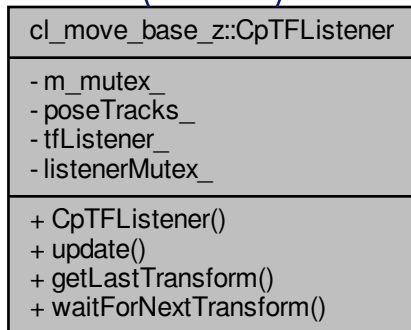 cl_move_base_z::CpTFListener
- m_mutex_
- poseTracks_
- tfListener_
- listenerMutex_
+ CpTFListener()
+ update()
+ getLastTransform()
+ waitForNextTransform()